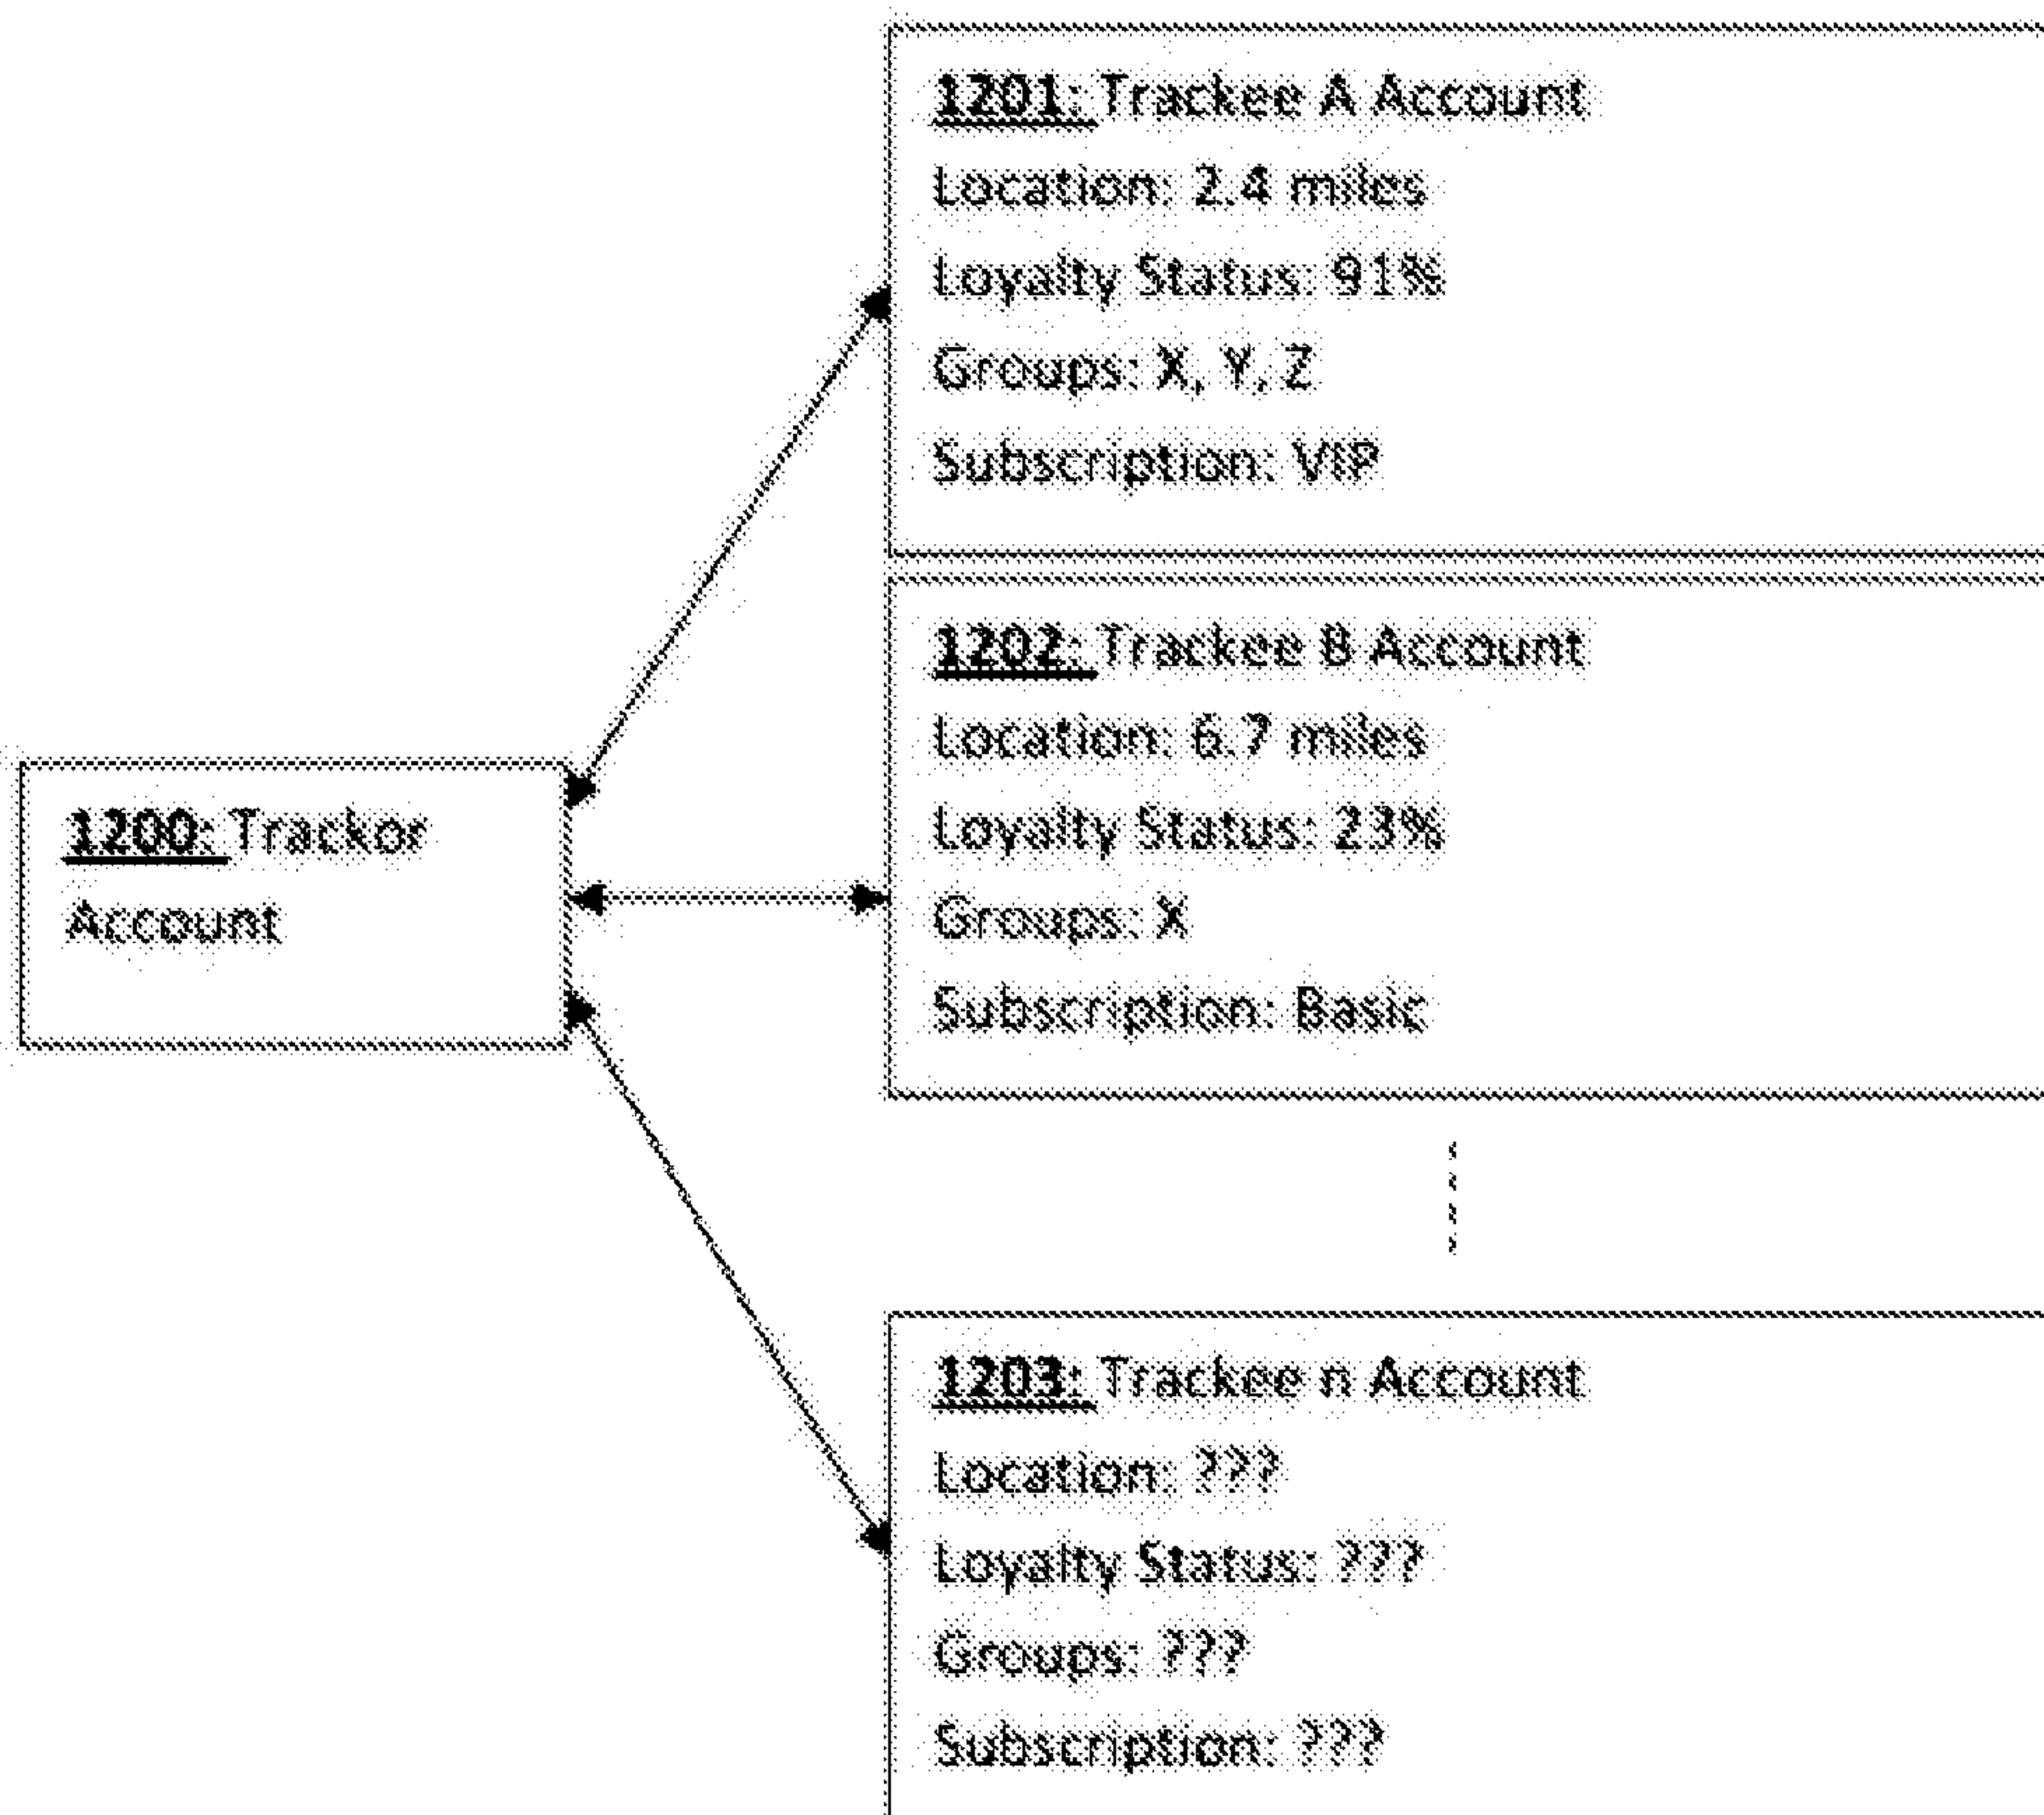 1201: Trackee A Account
Location: 2.4 miles
Loyalty Status: 91%
Groups: X, Y, Z
Subscription: VIP
1202: Trackee B Account
Location: 6.7 miles
Loyalty Status: 23%
Groups: X
Subscription: Basic
1200: Trackor
Account
1203: Trackee n Account
Location: ???
Loyalty Status: ???
Groups: ???
Subscription: ???